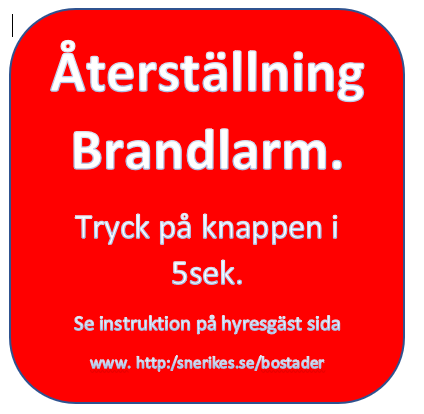 Återställning
Brandlarm.
Tryck på knappen i
5sek.
Se instruktion på hyresgäst sida
www. http:/snerikes.se/bostader